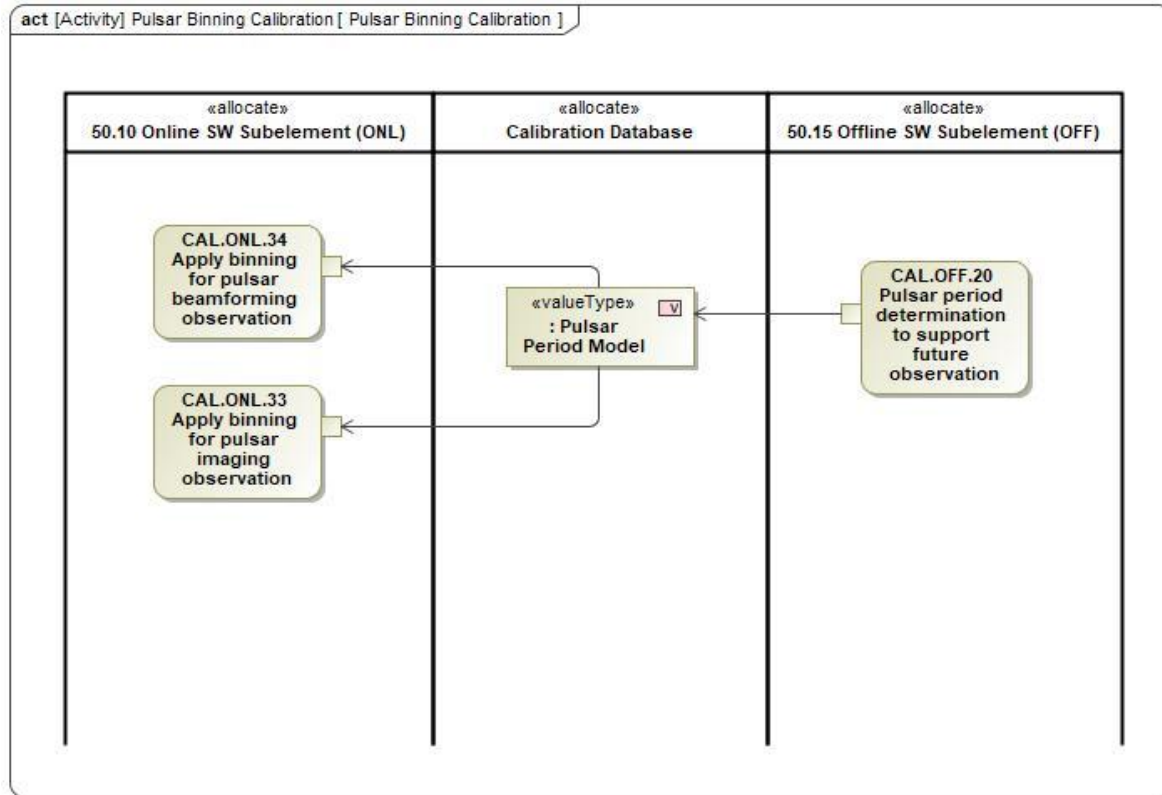 act [Activity] Pulsar Binning Calibration [ Pulsar Binning Calibration ]
«allocate»
50.10 Online SW Subelement (ONL)
«allocate»
Calibration Database
«allocate»
50.15 Offline SW Subelement (OFF)
CAL.ONL.34
Apply binning
for pulsar
beamforming
observation
«valueType»
V
: Pulsar
Period Model
CAL.OFF.20
Pulsar period
determination
to support
future
observation
CAL.ONL.33
Apply binning
for pulsar
imaging
observation